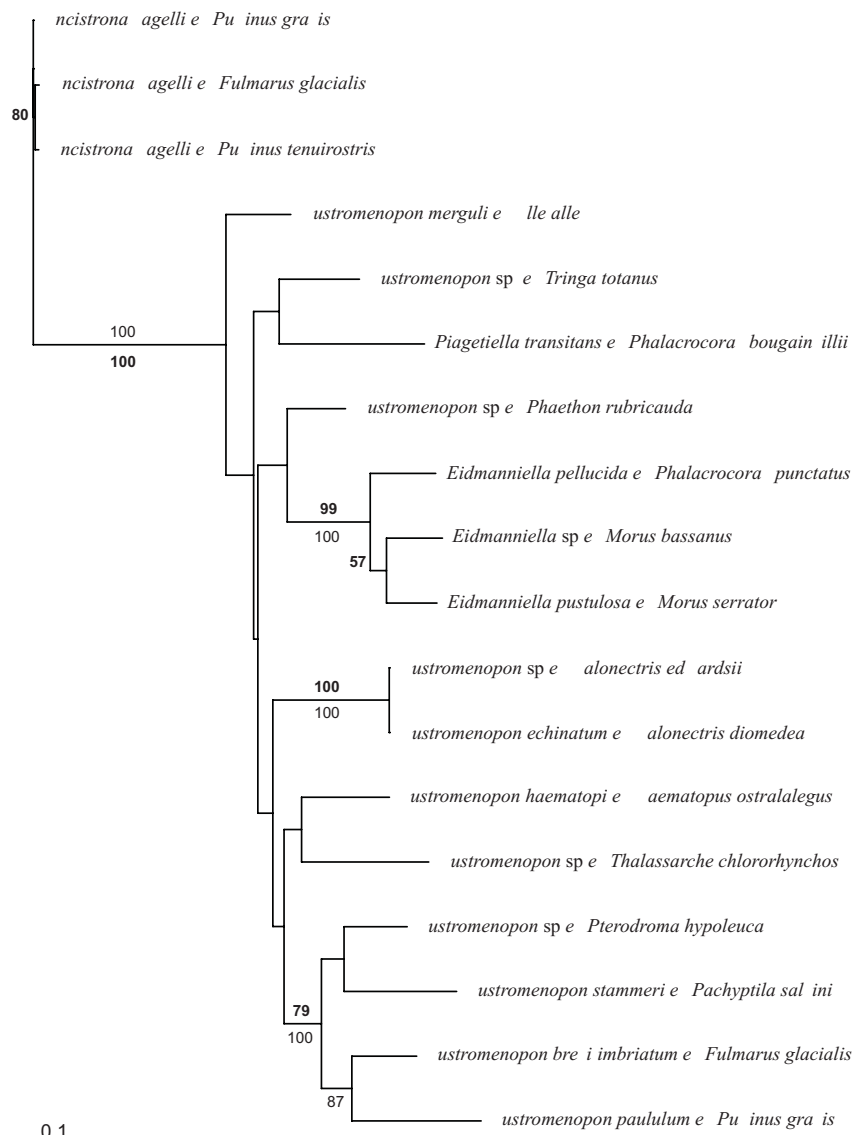 ncistrona agelli e Pu inus gra is
ncistrona agelli e Fulmarus glacialis
80
ncistrona agelli e Pu inus tenuirostris
ustromenopon merguli e lle alle
ustromenopon sp e Tringa totanus
100
100
Piagetiella transitans e Phalacrocora bougain illii
ustromenopon sp e Phaethon rubricauda
Eidmanniella pellucida e Phalacrocora punctatus
99
100
Eidmanniella sp e Morus bassanus
57
Eidmanniella pustulosa e Morus serrator
ustromenopon sp e alonectris ed ardsii
100
100
ustromenopon echinatum e alonectris diomedea
ustromenopon haematopi e aematopus ostralalegus
ustromenopon sp e Thalassarche chlororhynchos
ustromenopon sp e Pterodroma hypoleuca
ustromenopon stammeri e Pachyptila sal ini
79
100
ustromenopon bre i imbriatum e Fulmarus glacialis
87
ustromenopon paululum e Pu inus gra is
0.1